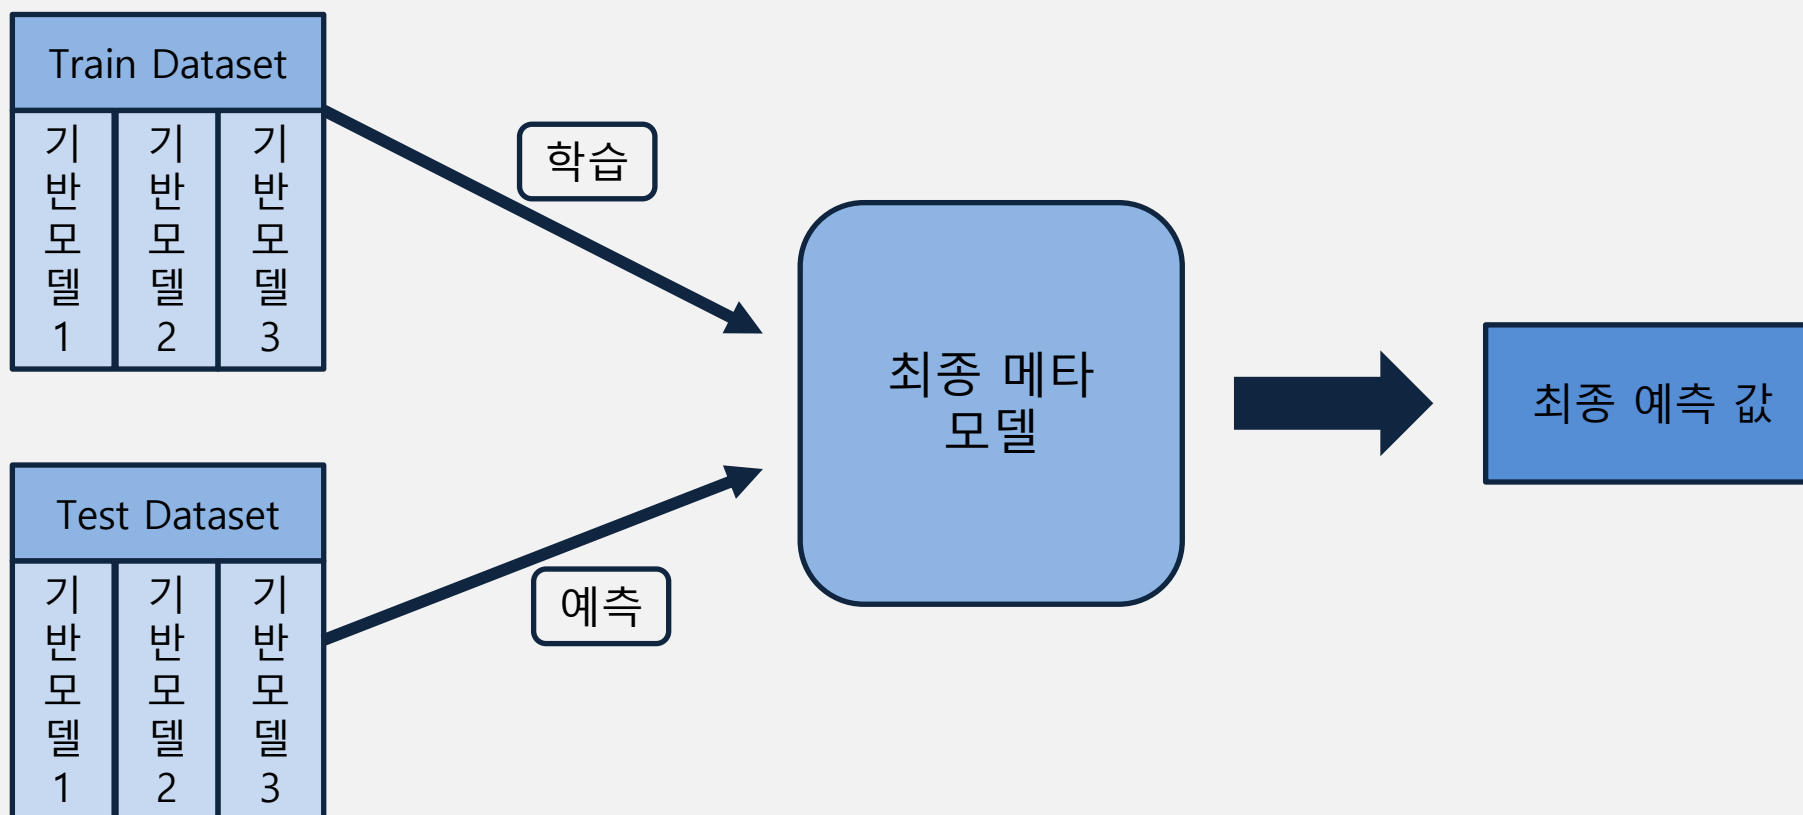 Train Dataset
기반모델1
기반모델2
기반모델3
학습
최종 메타
모델
최종 예측 값
Test Dataset
기반모델1
기반모델2
기반모델3
예측